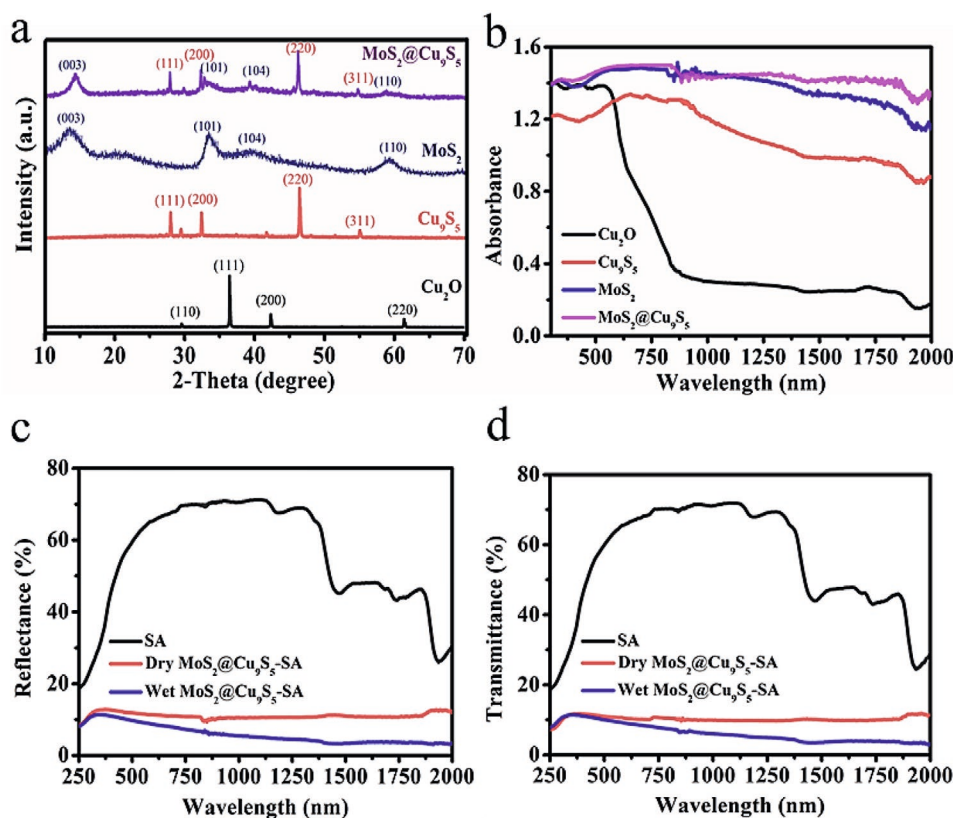 a
MoS₂@Cu₉S₅
(003)
(111)
(200)
(101)
(104)
(220)
(311)
(110)
(003)
(101)
(104)
(110)
MoS₂
(111)
(200)
(220)
(311)
Cu₉S₅
(111)
(110)
(200)
(220)
Cu₂O
Intensity (a.u.)
10 20 30 40 50 60 70
2-Theta (degree)
b
1.6
1.2
0.8
0.4
0.0
Absorbance
Cu₂O
Cu₉S₅
MoS₂
MoS₂@Cu₉S₅
500 750 1000 1250 1500 1750 2000
Wavelength (nm)
c
80
60
40
20
0
Reflectance (%)
SA
Dry MoS₂@Cu₉S₅-SA
Wet MoS₂@Cu₉S₅-SA
250 500 750 1000 1250 1500 1750 2000
Wavelength (nm)
d
80
60
40
20
0
Transmittance (%)
SA
Dry MoS₂@Cu₉S₅-SA
Wet MoS₂@Cu₉S₅-SA
250 500 750 1000 1250 1500 1750 2000
Wavelength (nm)